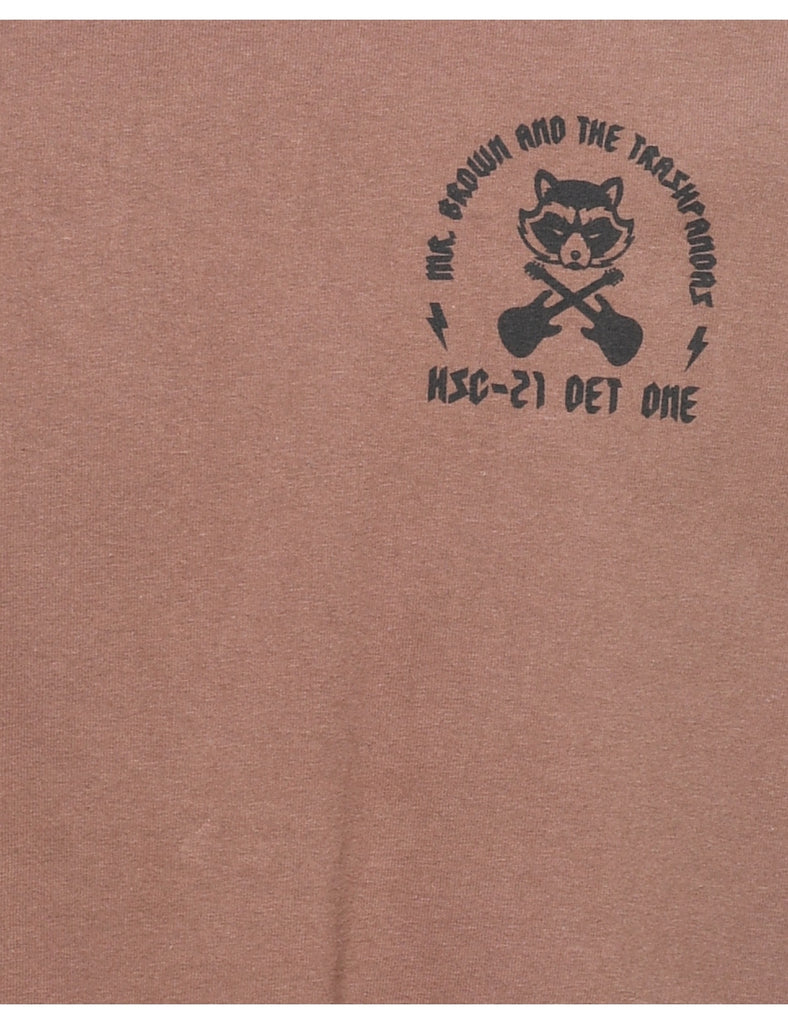 MR. BROWN AND THE TRASHPANDAS
HSC-21 DET ONE